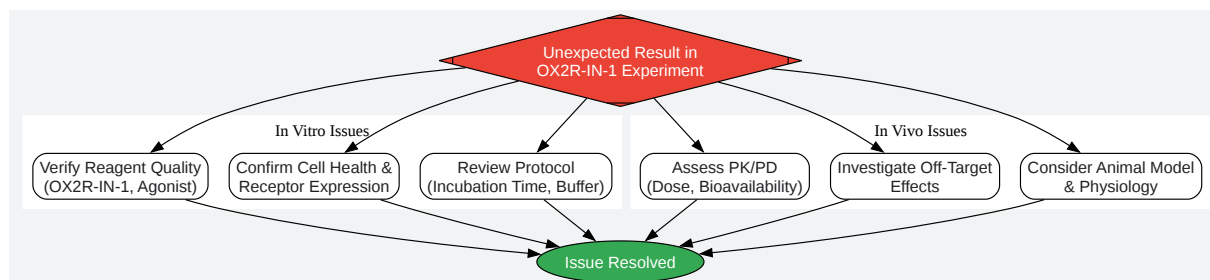 Unexpected Result in
OX2R-IN-1 Experiment
In Vitro Issues
In Vivo Issues
Verify Reagent Quality
(OX2R-IN-1, Agonist)
Confirm Cell Health &
Receptor Expression
Review Protocol
(Incubation Time, Buffer)
Assess PK/PD
(Dose, Bioavailability)
Investigate Off-Target
Effects
Consider Animal Model
& Physiology
Issue Resolved